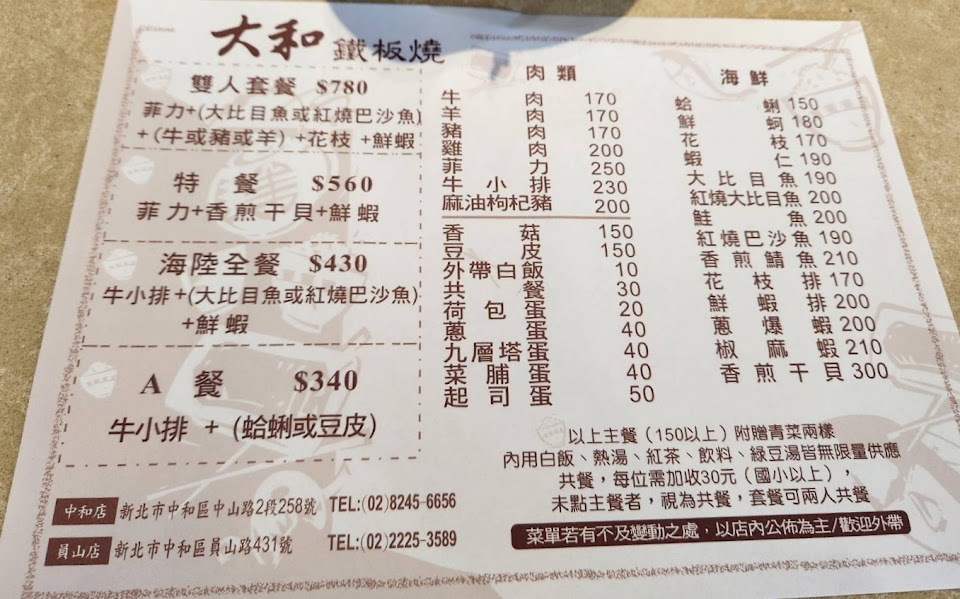 大和 鐵板燒
雙人套餐 $780
菲力+(大比目魚或紅燒巴沙魚)
+(牛或豬或羊)+花枝+鮮蝦
特餐 $560
菲力+香煎干貝+鮮蝦
海陸全餐 $430
牛小排+(大比目魚或紅燒巴沙魚)
+鮮蝦
A餐 $340
牛小排 + (蛤蜊或豆皮)
肉類
牛肉 170
羊肉 170
豬肉 170
雞肉 200
菲力 250
牛小排 230
麻油枸杞豬 200
香菇 150
豆皮 150
外帶白飯 10
共餐 30
荷包蛋 20
蔥蛋 40
九層塔蛋 40
菜脯蛋 40
起司蛋 50
海鮮
蛤蜊 150
鮮蚵 180
花枝 170
蝦仁 190
大比目魚 190
紅燒大比目魚 200
鮭魚 200
紅燒巴沙魚 190
香煎鯖魚 210
花枝排 170
鮮蝦排 200
蔥爆蝦 200
椒麻蝦 210
香煎干貝 300
以上主餐(150以上)附贈青菜兩樣
內用白飯、熱湯、紅茶、飲料、綠豆湯皆無限量供應
共餐,每位需加收30元(國小以上),
未點主餐者,視為共餐,套餐可兩人共餐
菜單若有不及變動之處,以店內公佈為主/歡迎外帶
中和店 新北市中和區中山路2段258號 TEL:(02)8245-6656
員山店 新北市中和區員山路431號 TEL:(02)2225-3589